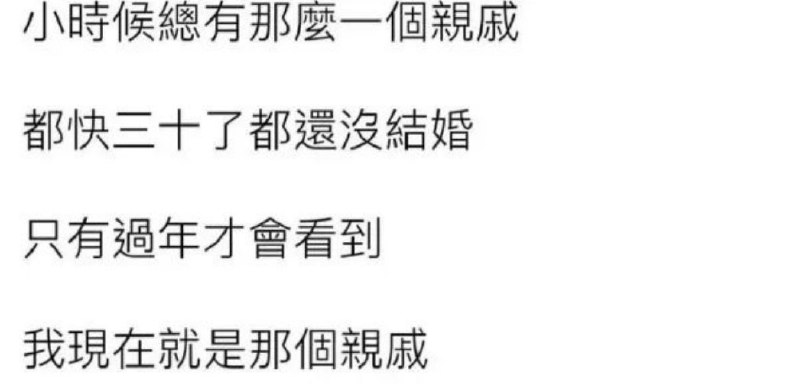 小時候總有那麼一個親戚
都快三十了都還沒結婚
只有過年才會看到
我現在就是那個親戚